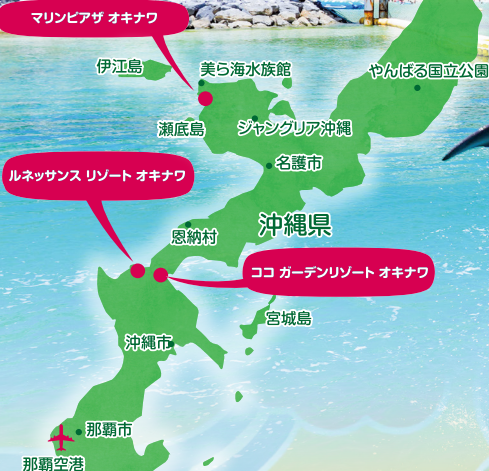 マリンピアザ オキナワ
伊江島
美ら海水族館
やんばる国立公園
瀬底島
ジャングリア沖縄
名護市
ルネッサンス リゾート オキナワ
恩納村
沖縄県
ココ ガーデンリゾート オキナワ
宮城島
沖縄市
那覇市
那覇空港